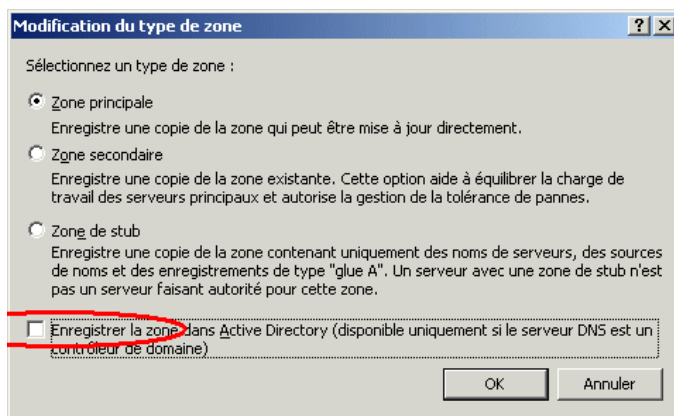 Modification du type de zone
Sélectionnez un type de zone :
Zone principale
Enregistre une copie de la zone qui peut être mise à jour directement.
Zone secondaire
Enregistre une copie de la zone existante. Cette option aide à équilibrer la charge de
travail des serveurs principaux et autorise la gestion de la tolérance de pannes.
Zone de stub
Enregistre une copie de la zone contenant uniquement des noms de serveurs, des sources
de noms et des enregistrements de type "glue A". Un serveur avec une zone de stub n'est
pas un serveur faisant autorité pour cette zone.
Enregistrer la zone dans Active Directory (disponible uniquement si le serveur DNS est un
contrôleur de domaine)
OK Annuler